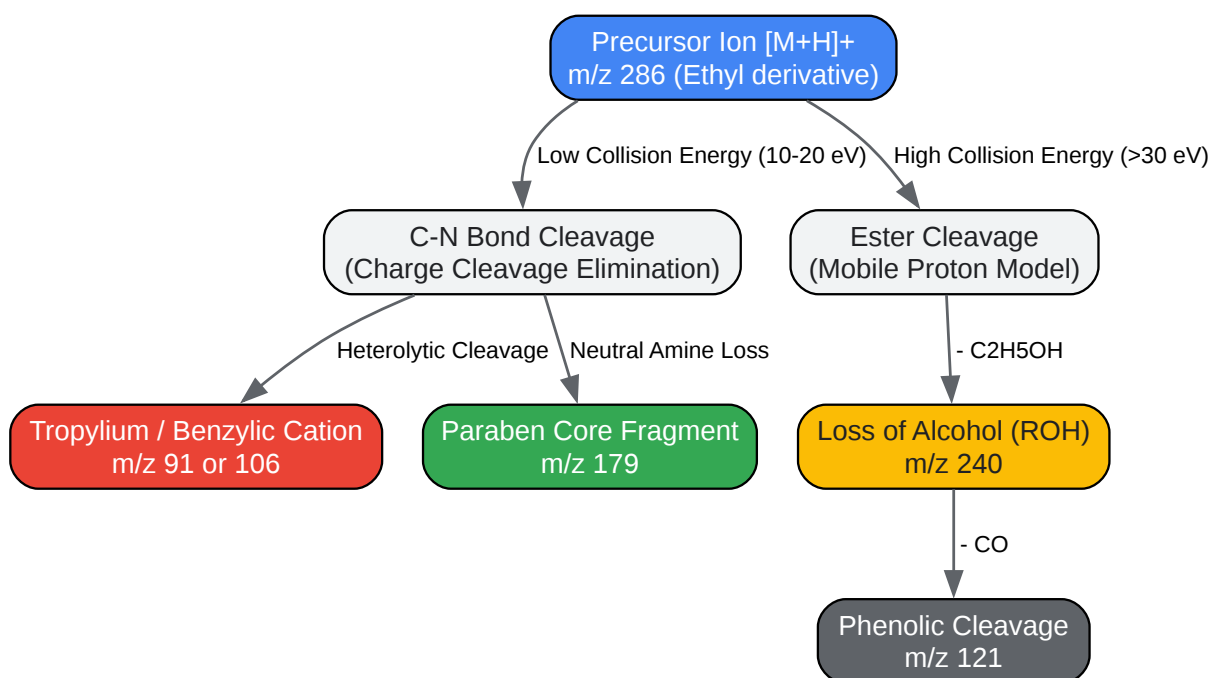 Precursor Ion [M+H]+
m/z 286 (Ethyl derivative)
Low Collision Energy (10-20 eV)
High Collision Energy (>30 eV)
C-N Bond Cleavage
(Charge Cleavage Elimination)
Ester Cleavage
(Mobile Proton Model)
Heterolytic Cleavage
Neutral Amine Loss
- C2H5OH
Tropylium / Benzylic Cation
m/z 91 or 106
Paraben Core Fragment
m/z 179
Loss of Alcohol (ROH)
m/z 240
- CO
Phenolic Cleavage
m/z 121